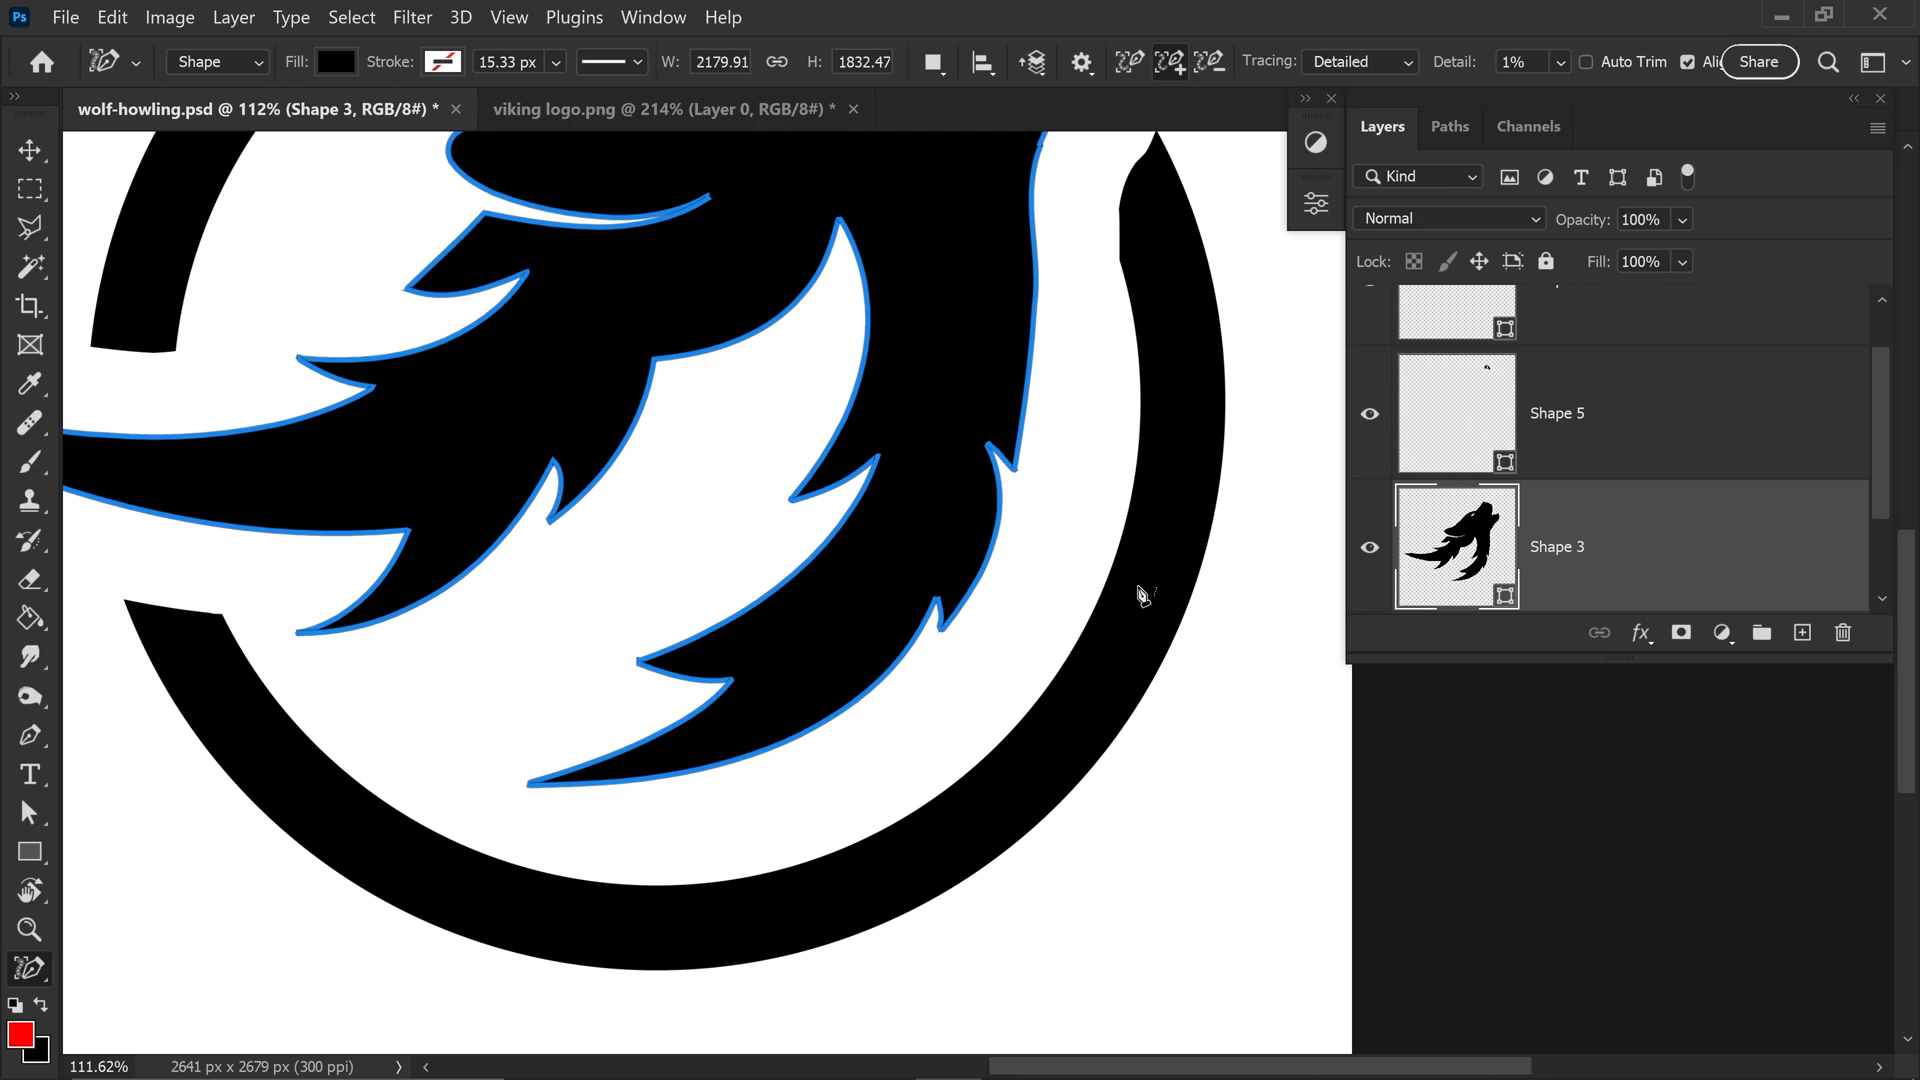 Ps File Edit Image Layer Type Select Filter 3D View Plugins Window Help
Shape Fill: Stroke: 15.33 px W: 2179.91 H: 1832.47 Tracing: Detailed Detail: 1% Auto Trim Share
wolf-howling.psd @ 112% (Shape 3, RGB/8#) * viking logo.png @ 214% (Layer 0, RGB/8#) *
Layers Paths Channels
Kind
Normal Opacity: 100%
Lock: Fill: 100%
Shape 5
Shape 3
fx
111.62% 2641 px x 2679 px (300 ppi)